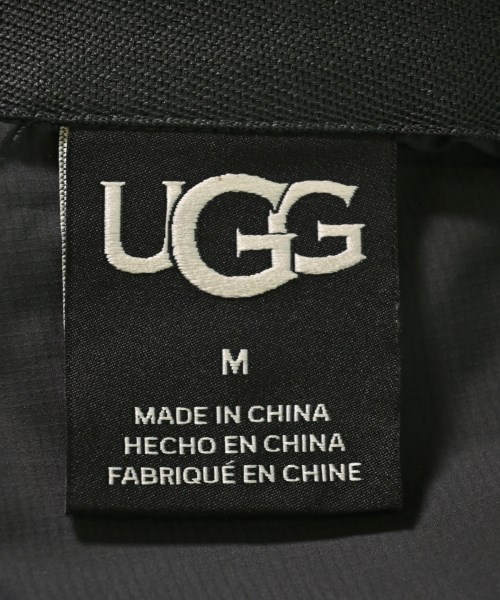 UGG
M
MADE IN CHINA
HECHO EN CHINA
FABRIQUÉ EN CHINE